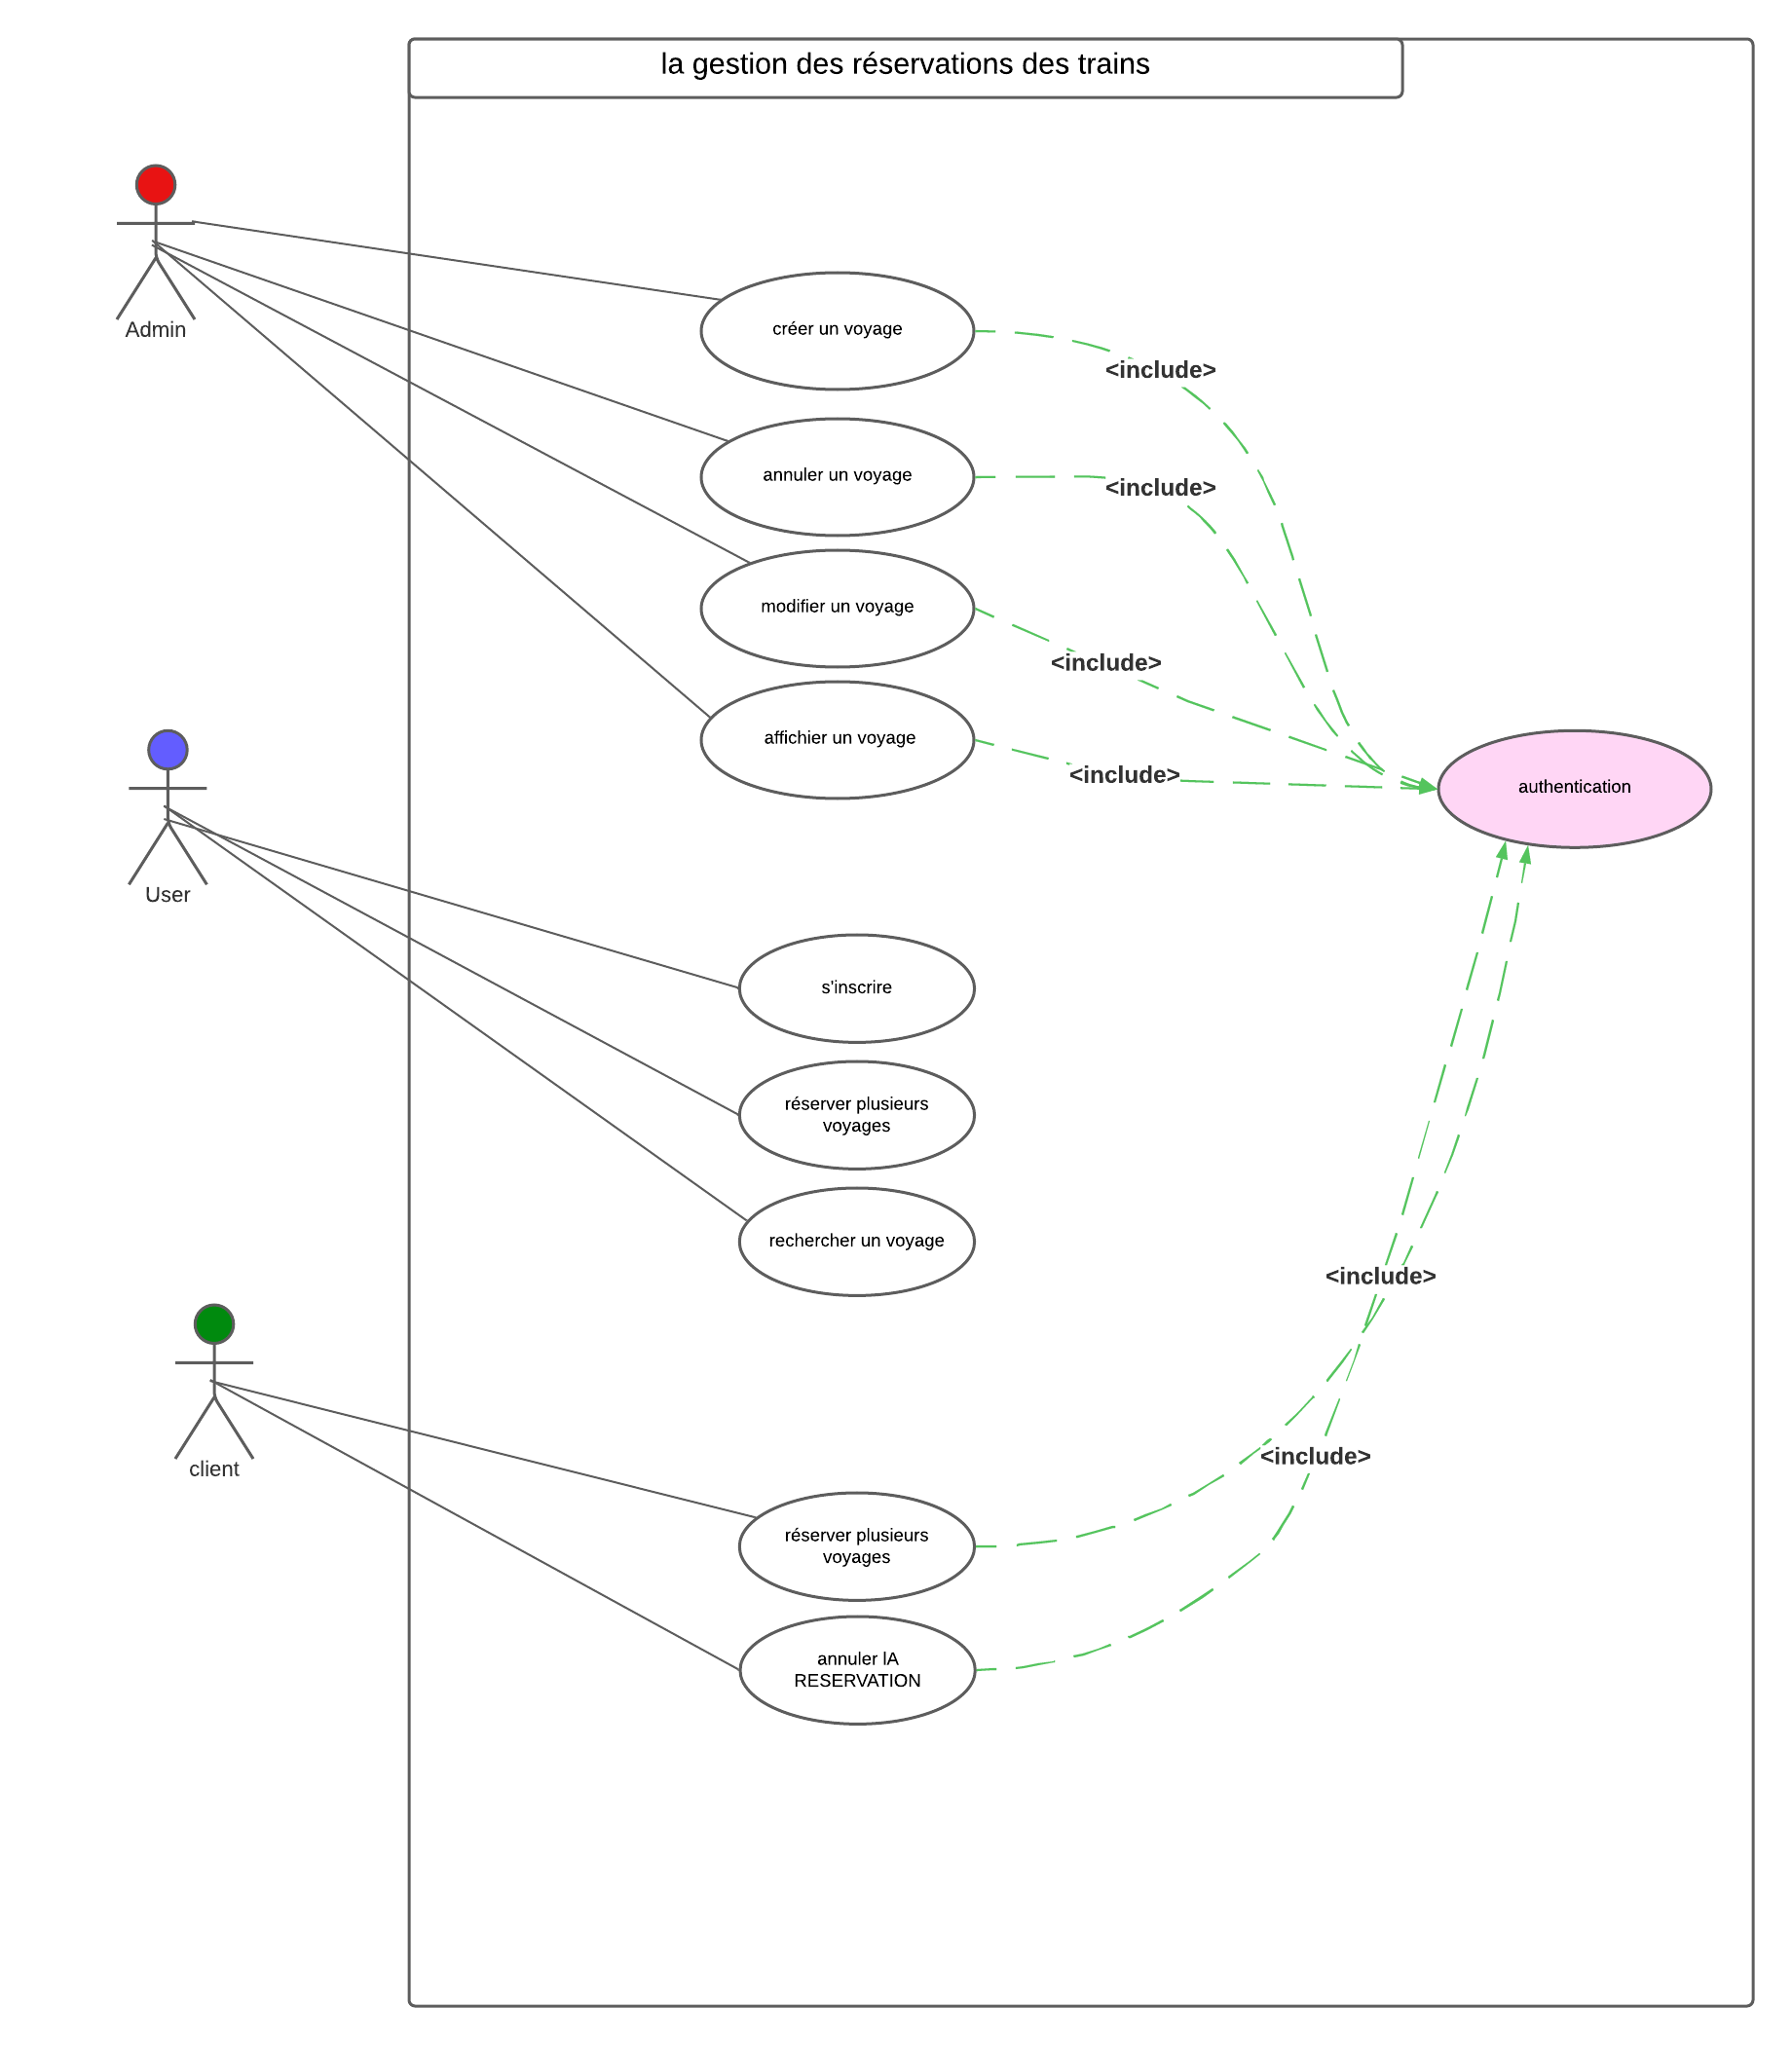 la gestion des réservations des trains
Admin
créer un voyage
<include>
annuler un voyage
<include>
modifier un voyage
<include>
affichier un voyage
<include>
authentication
User
s'inscrire
réserver plusieurs
voyages
rechercher un voyage
<include>
client
<include>
réserver plusieurs
voyages
annuler lA
RESERVATION